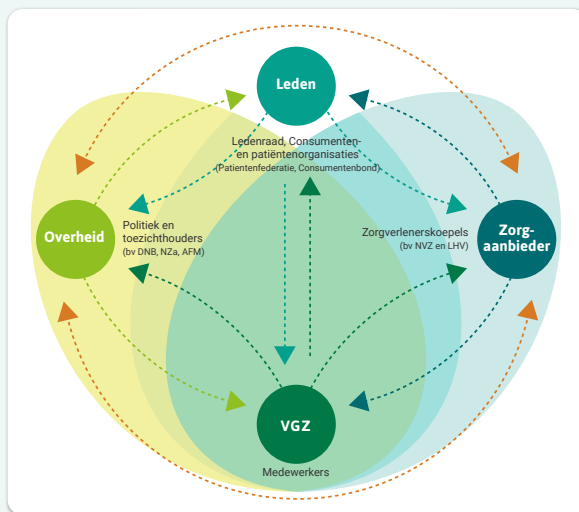 Leden
Ledenraad, Consumenten-
en patiëntenorganisaties
(Patientenfederatie, Consumentenbond)
Overheid
Politiek en
toezichthouders
(bv DNB, NZa, AFM)
Zorgverlenerskoepels
(bv NVZ en LHV)
Zorg-
aanbieder
VGZ
Medewerkers